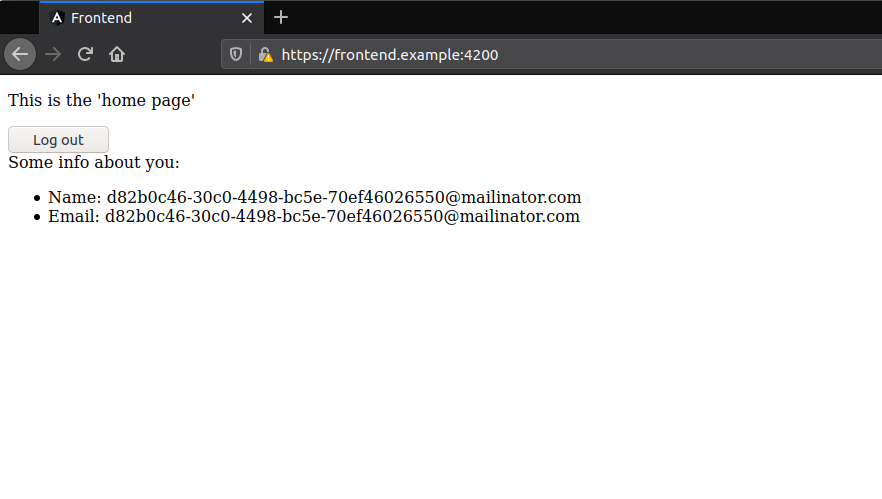 Frontend
https://frontend.example:4200
This is the 'home page'
Log out
Some info about you:
Name: d82b0c46-30c0-4498-bc5e-70ef46026550@mailinator.com
Email: d82b0c46-30c0-4498-bc5e-70ef46026550@mailinator.com